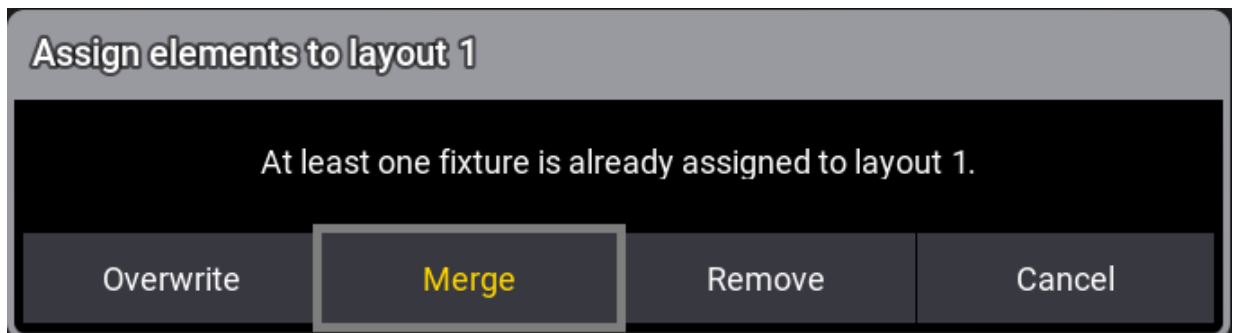 Assign elements to layout 1
At least one fixture is already assigned to layout 1.
Overwrite Merge Remove Cancel